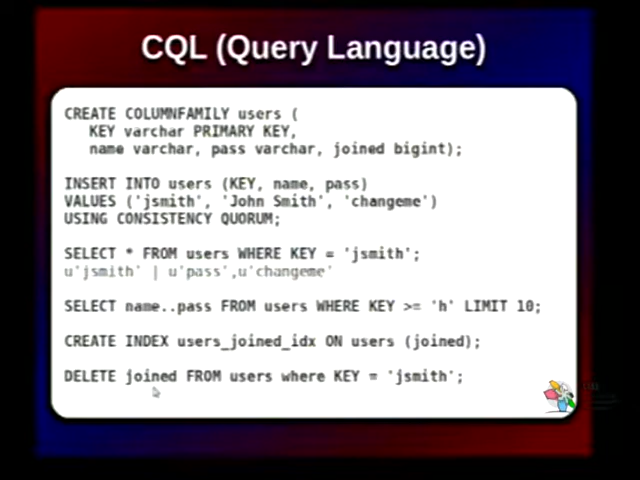 CQL (Query Language)
CREATE COLUMNFAMILY users (
KEY varchar PRIMARY KEY,
name varchar, pass varchar, joined bigint);
INSERT INTO users (KEY, name, pass)
VALUES ('jsmith', 'John Smith', 'changeme')
USING CONSISTENCY QUORUM;
SELECT * FROM users WHERE KEY = 'jsmith';
u'jsmith' | u'pass',u'changeme'
SELECT name..pass FROM users WHERE KEY >= 'h' LIMIT 10;
CREATE INDEX users_joined_idx ON users (joined);
DELETE joined FROM users where KEY = 'jsmith';